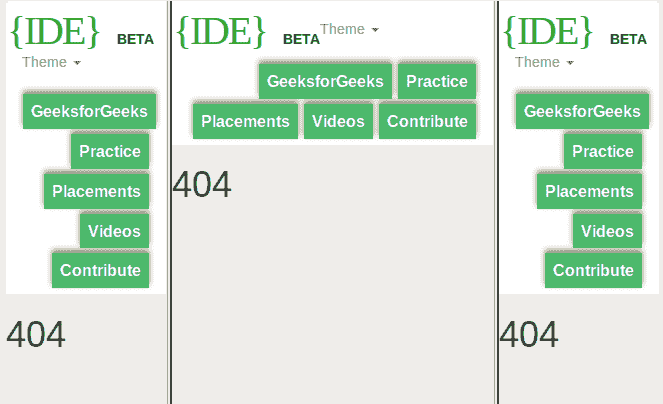 {IDE} BETA
Theme
GeeksforGeeks
Practice
Placements
Videos
Contribute
404
{IDE} BETA Theme
GeeksforGeeks Practice
Placements Videos Contribute
404
{IDE} BETA
Theme
GeeksforGeeks
Practice
Placements
Videos
Contribute
404